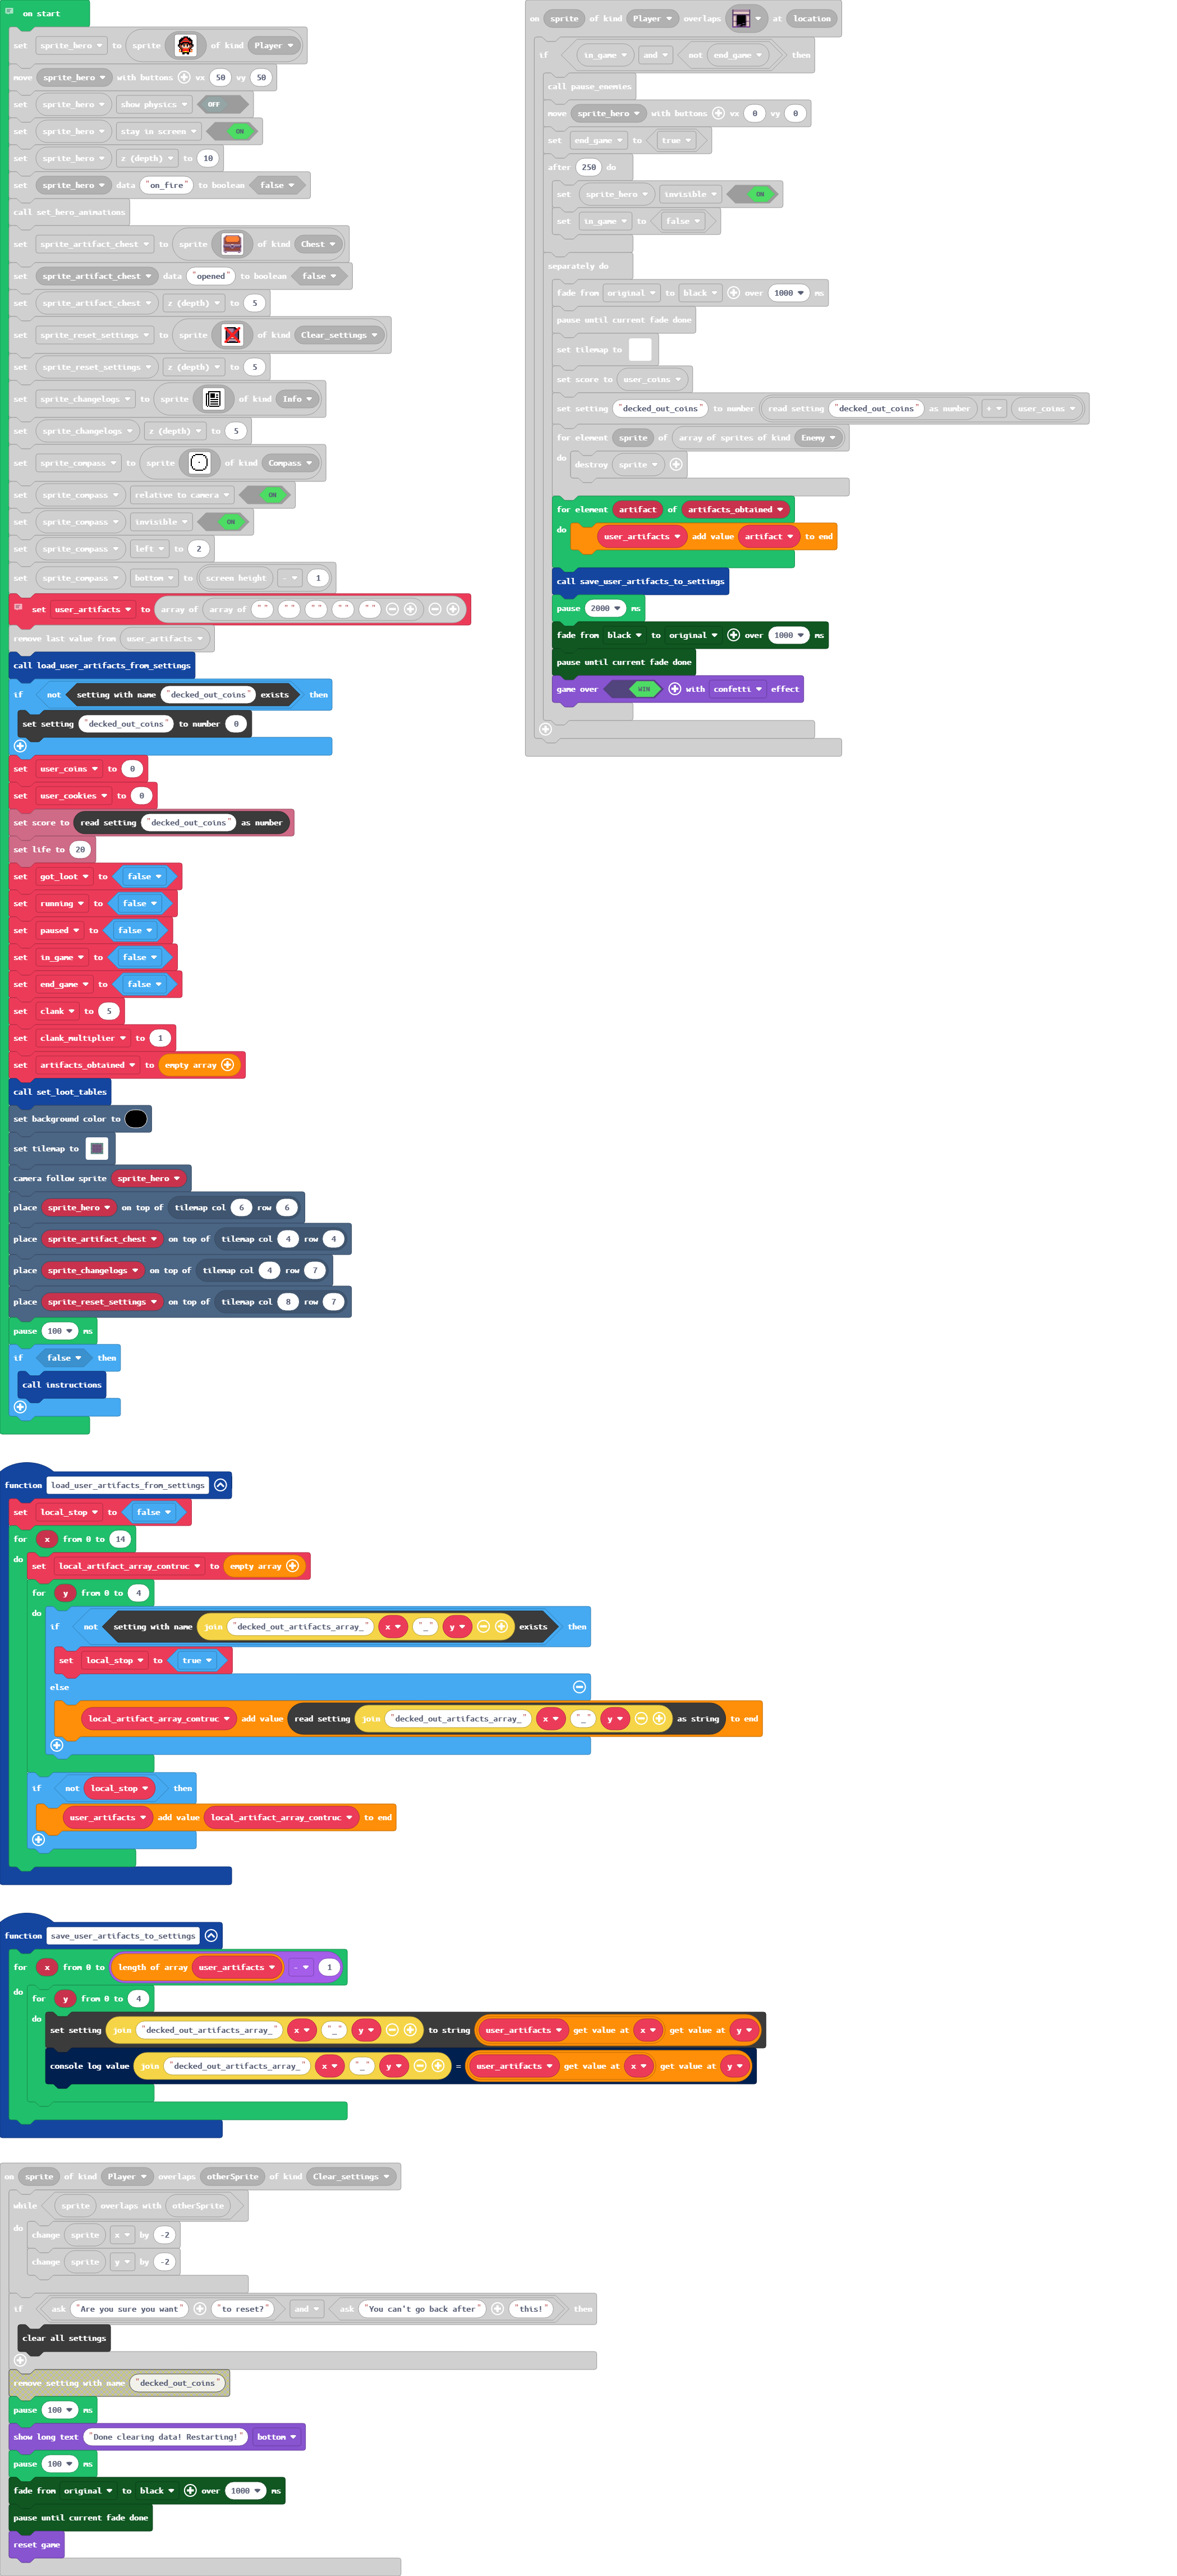 on start
set sprite_hero to sprite of kind Player
move sprite_hero with buttons vx 50 vy 50
set sprite_hero show physics OFF
set sprite_hero stay in screen ON
set sprite_hero z (depth) to 10
set sprite_hero data "on_fire" to boolean false
call set_hero_animations
set sprite_artifact_chest to sprite of kind Chest
set sprite_artifact_chest data "opened" to boolean false
set sprite_artifact_chest z (depth) to 5
set sprite_reset_settings to sprite of kind Clear_settings
set sprite_reset_settings z (depth) to 5
set sprite_changelogs to sprite of kind Info
set sprite_changelogs z (depth) to 5
set sprite_compass to sprite of kind Compass
set sprite_compass relative to camera ON
set sprite_compass invisible ON
set sprite_compass left to 2
set sprite_compass bottom to screen height - 1
set user_artifacts to array of array of " " " " " " " " " "
remove last value from user_artifacts
call load_user_artifacts_from_settings
if not setting with name "decked_out_coins" exists then
set setting "decked_out_coins" to number 0
set user_coins to 0
set user_cookies to 0
set score to read setting "decked_out_coins" as number
set life to 20
set got_loot to false
set running to false
set paused to false
set in_game to false
set end_game to false
set clank to 5
set clank_multiplier to 1
set artifacts_obtained to empty array
call set_loot_tables
set background color to
set tilemap to
camera follow sprite sprite_hero
place sprite_hero on top of tilemap col 6 row 6
place sprite_artifact_chest on top of tilemap col 4 row 4
place sprite_changelogs on top of tilemap col 4 row 7
place sprite_reset_settings on top of tilemap col 8 row 7
pause 100 ms
if false then
call instructions
on sprite of kind Player overlaps at location
if in_game and not end_game then
call pause_enemies
move sprite_hero with buttons vx 0 vy 0
set end_game to true
after 250 do
set sprite_hero invisible ON
set in_game to false
separately do
fade from original to black over 1000 ms
pause until current fade done
set tilemap to
set score to user_coins
set setting "decked_out_coins" to number read setting "decked_out_coins" as number + user_coins
for element sprite of array of sprites of kind Enemy
do destroy sprite
for element artifact of artifacts_obtained
do user_artifacts add value artifact to end
call save_user_artifacts_to_settings
pause 2000 ms
fade from black to original over 1000 ms
pause until current fade done
game over WIN with confetti effect
function load_user_artifacts_from_settings
set local_stop to false
for x from 0 to 14
do set local_artifact_array_contruc to empty array
for y from 0 to 4
do if not setting with name join "decked_out_artifacts_array_" x "_" y exists then
set local_stop to true
else
local_artifact_array_contruc add value read setting join "decked_out_artifacts_array_" x "_" y as string to end
if not local_stop then
user_artifacts add value local_artifact_array_contruc to end
function save_user_artifacts_to_settings
for x from 0 to length of array user_artifacts - 1
do for y from 0 to 4
do set setting join "decked_out_artifacts_array_" x "_" y to string user_artifacts get value at x get value at y
console log value join "decked_out_artifacts_array_" x "_" y = user_artifacts get value at x get value at y
on sprite of kind Player overlaps otherSprite of kind Clear_settings
while sprite overlaps with otherSprite
do change sprite x by -2
change sprite y by -2
if ask "Are you sure you want" "to reset?" and ask "You can't go back after" "this!" then
clear all settings
remove setting with name "decked_out_coins"
pause 100 ms
show long text "Done clearing data! Restarting!" bottom
pause 100 ms
fade from original to black over 1000 ms
pause until current fade done
reset game